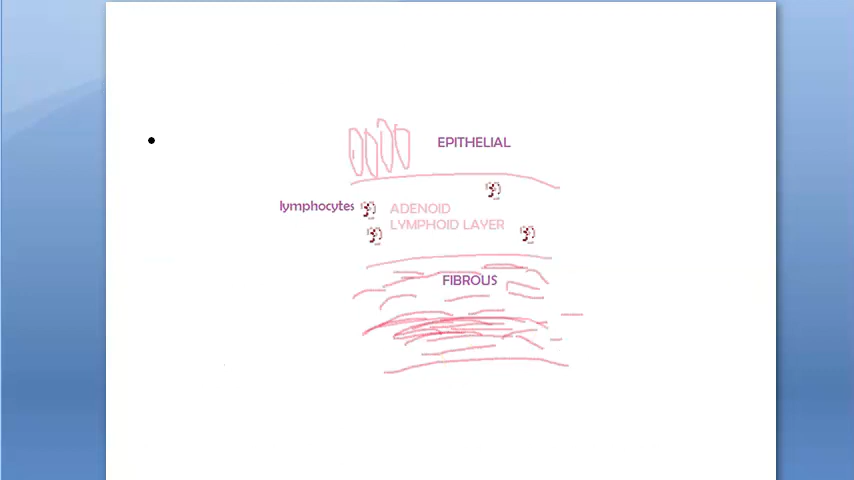 EPITHELIAL
lymphocytes
ADENOID
LYMPHOID LAYER
FIBROUS